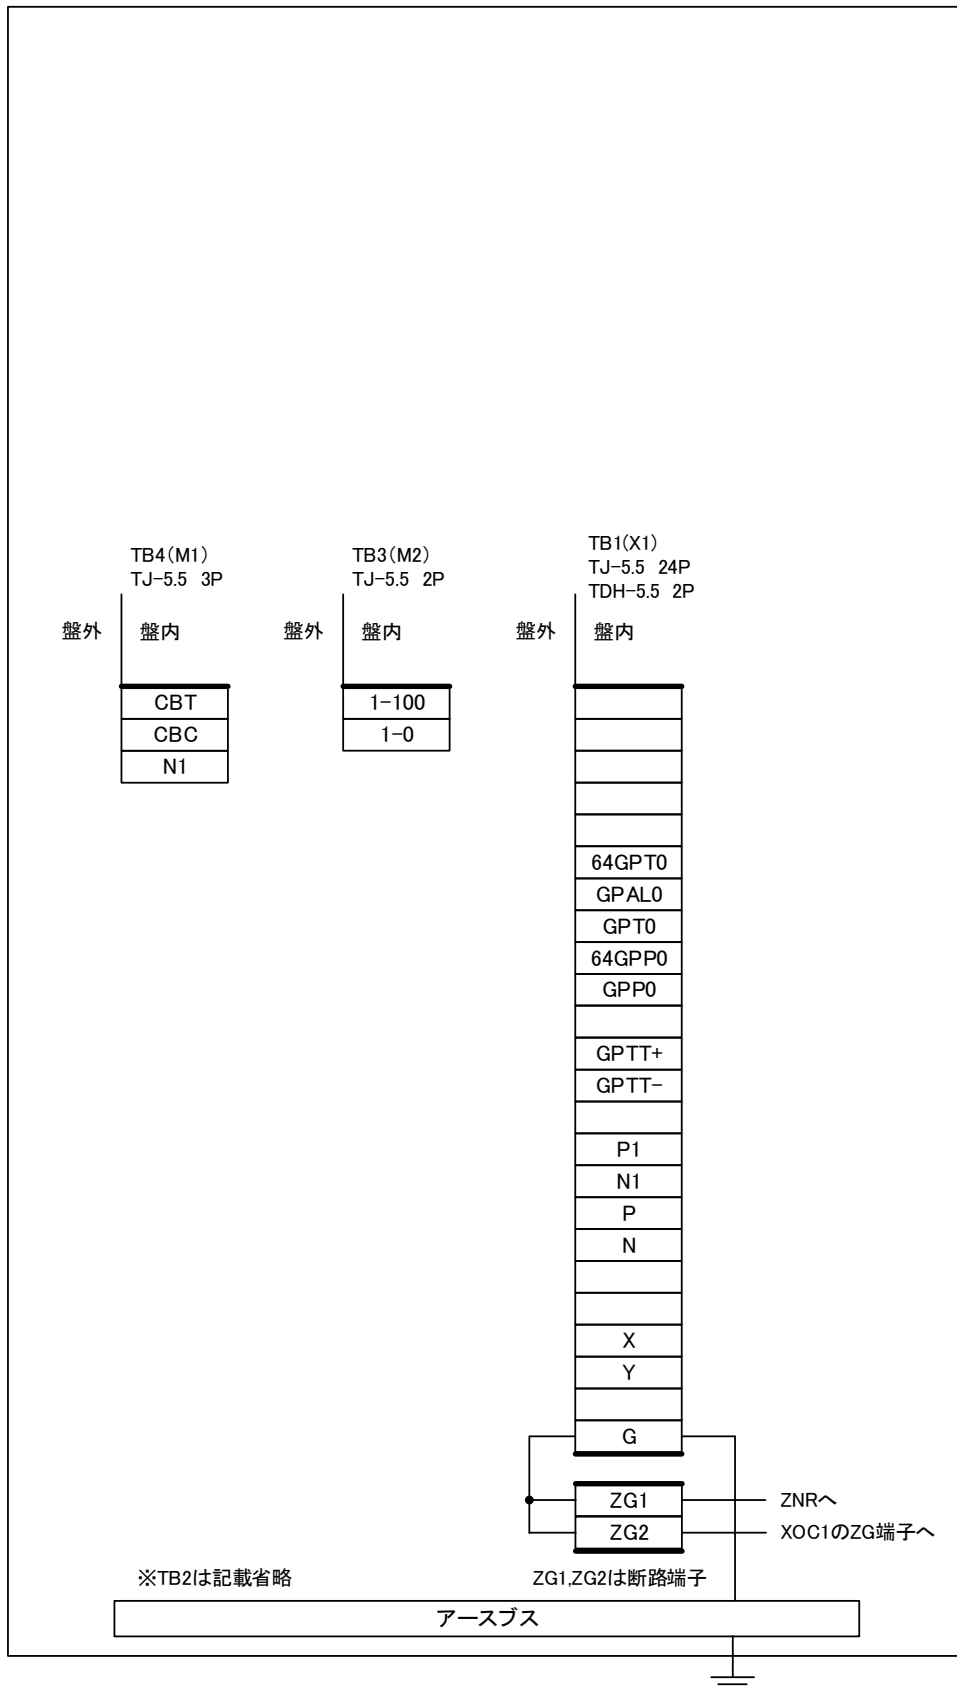 TB4(M1)
TJ-5.5 3P
盤外 盤内
CBT
CBC
N1
TB3(M2)
TJ-5.5 2P
盤外 盤内
1-100
1-0
TB1(X1)
TJ-5.5 24P
TDH-5.5 2P
盤外 盤内
64GPT0
GPAL0
GPT0
64GPP0
GPP0
GPTT+
GPTT-
P1
N1
P
N
X
Y
G
ZG1 ZNRへ
ZG2 XOC1のZG端子へ
※TB2は記載省略
ZG1,ZG2は断路端子
アースブス